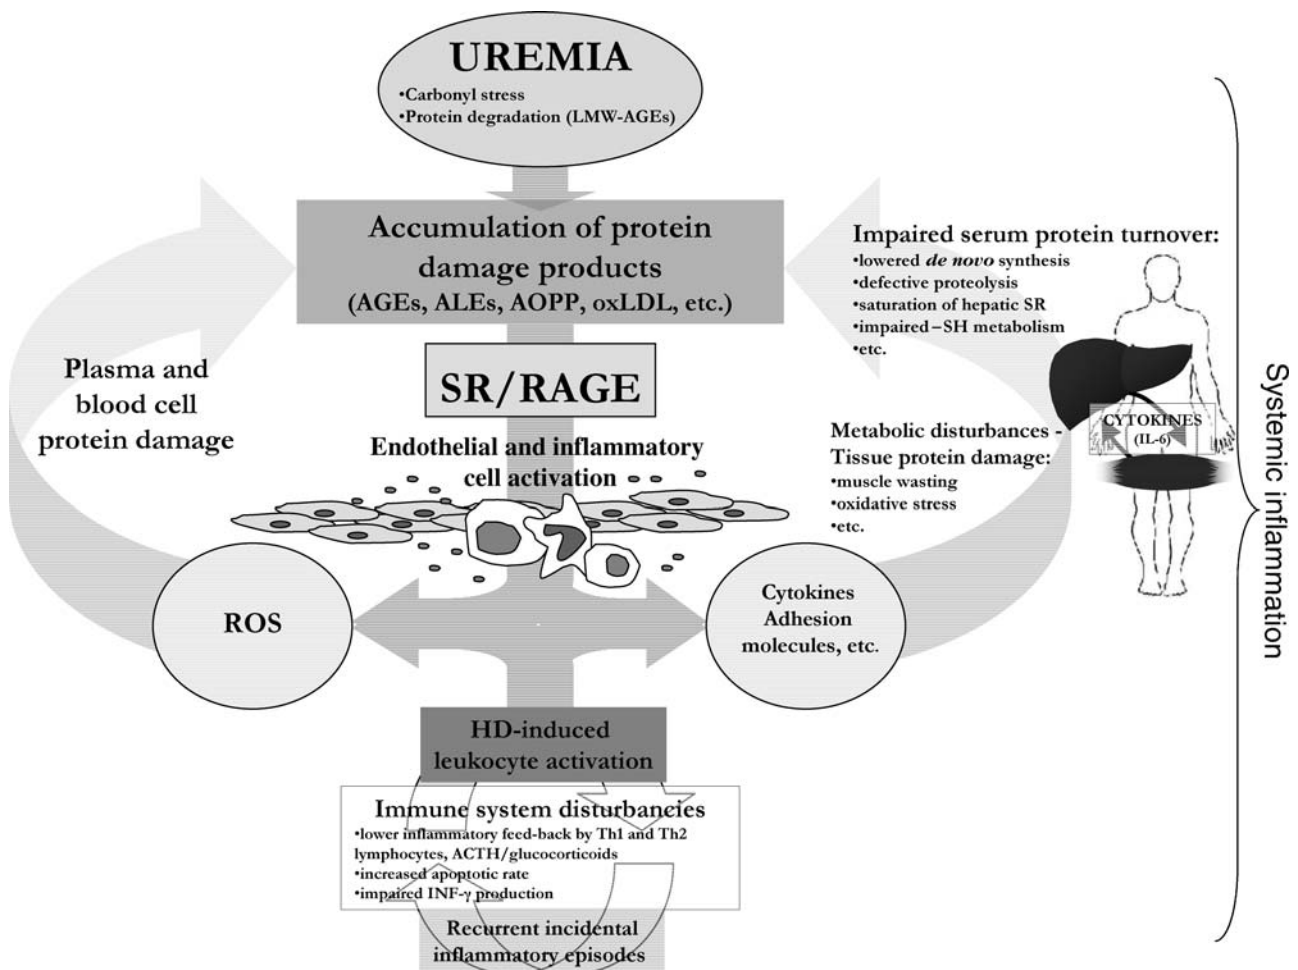 UREMIA
•Carbonyl stress
•Protein degradation (LMW-AGEs)
Accumulation of protein
damage products
(AGEs, ALEs, AOPP, oxLDL, etc.)
Impaired serum protein turnover:
•lowered de novo synthesis
•defective proteolysis
•saturation of hepatic SR
•impaired –SH metabolism
•etc.
Plasma and
blood cell
protein damage
SR/RAGE
Endothelial and inflammatory
cell activation
CYTOKINES
(IL-6)
Metabolic disturbances -
Tissue protein damage:
•muscle wasting
•oxidative stress
•etc.
Systemic inflammation
ROS
Cytokines
Adhesion
molecules, etc.
HD-induced
leukocyte activation
Immune system disturbancies
•lower inflammatory feed-back by Th1 and Th2
lymphocytes, ACTH/glucocorticoids
•increased apoptotic rate
•impaired INF-γ production
Recurrent incidental
inflammatory episodes